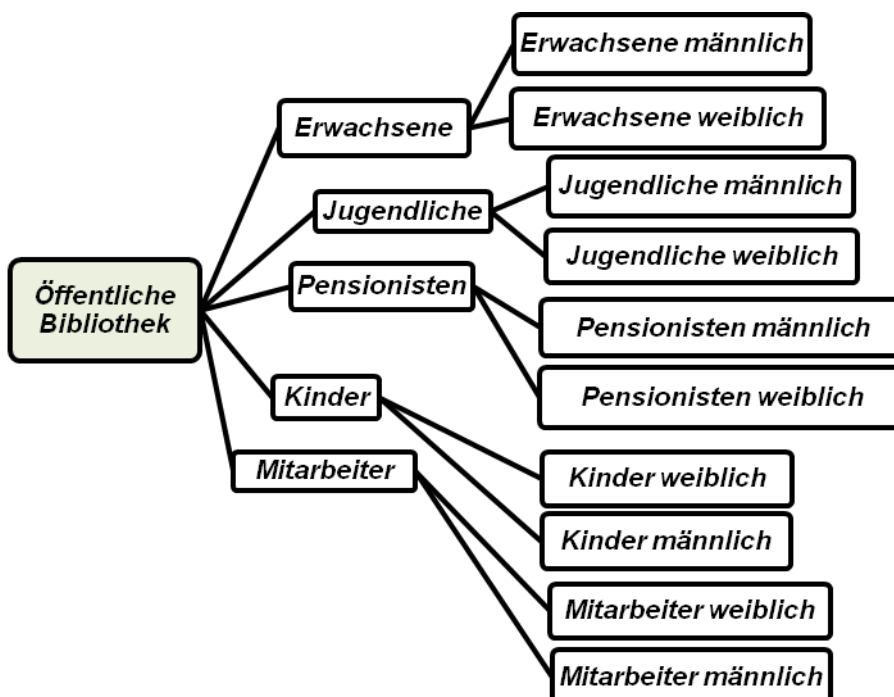 Erwachsene männlich
Erwachsene weiblich
Erwachsene
Jugendliche männlich
Jugendliche
Jugendliche weiblich
Öffentliche
Bibliothek
Pensionisten
Pensionisten männlich
Pensionisten weiblich
Kinder
Mitarbeiter
Kinder weiblich
Kinder männlich
Mitarbeiter weiblich
Mitarbeiter männlich